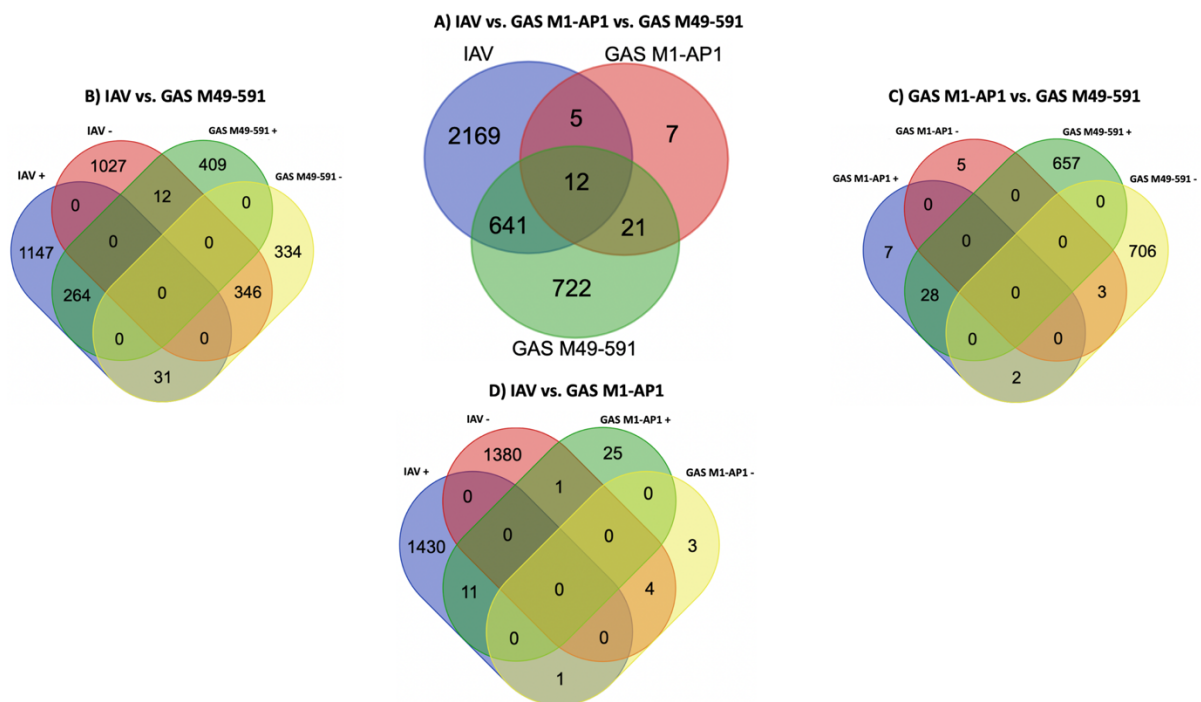 A) IAV vs. GAS M1-AP1 vs. GAS M49-591
IAV
GAS M1-AP1
2169
5
7
12
641
21
722
GAS M49-591
B) IAV vs. GAS M49-591
IAV -
GAS M49-591 +
IAV +
GAS M49-591 -
1027
409
0
12
0
1147
0
0
334
264
0
346
0
0
31
C) GAS M1-AP1 vs. GAS M49-591
GAS M1-AP1 -
GAS M49-591 +
GAS M1-AP1 +
GAS M49-591 -
5
657
0
0
0
7
0
0
706
28
0
3
0
0
2
D) IAV vs. GAS M1-AP1
IAV -
GAS M1-AP1 +
IAV +
GAS M1-AP1 -
1380
25
0
1
0
1430
0
0
3
11
0
4
0
0
1